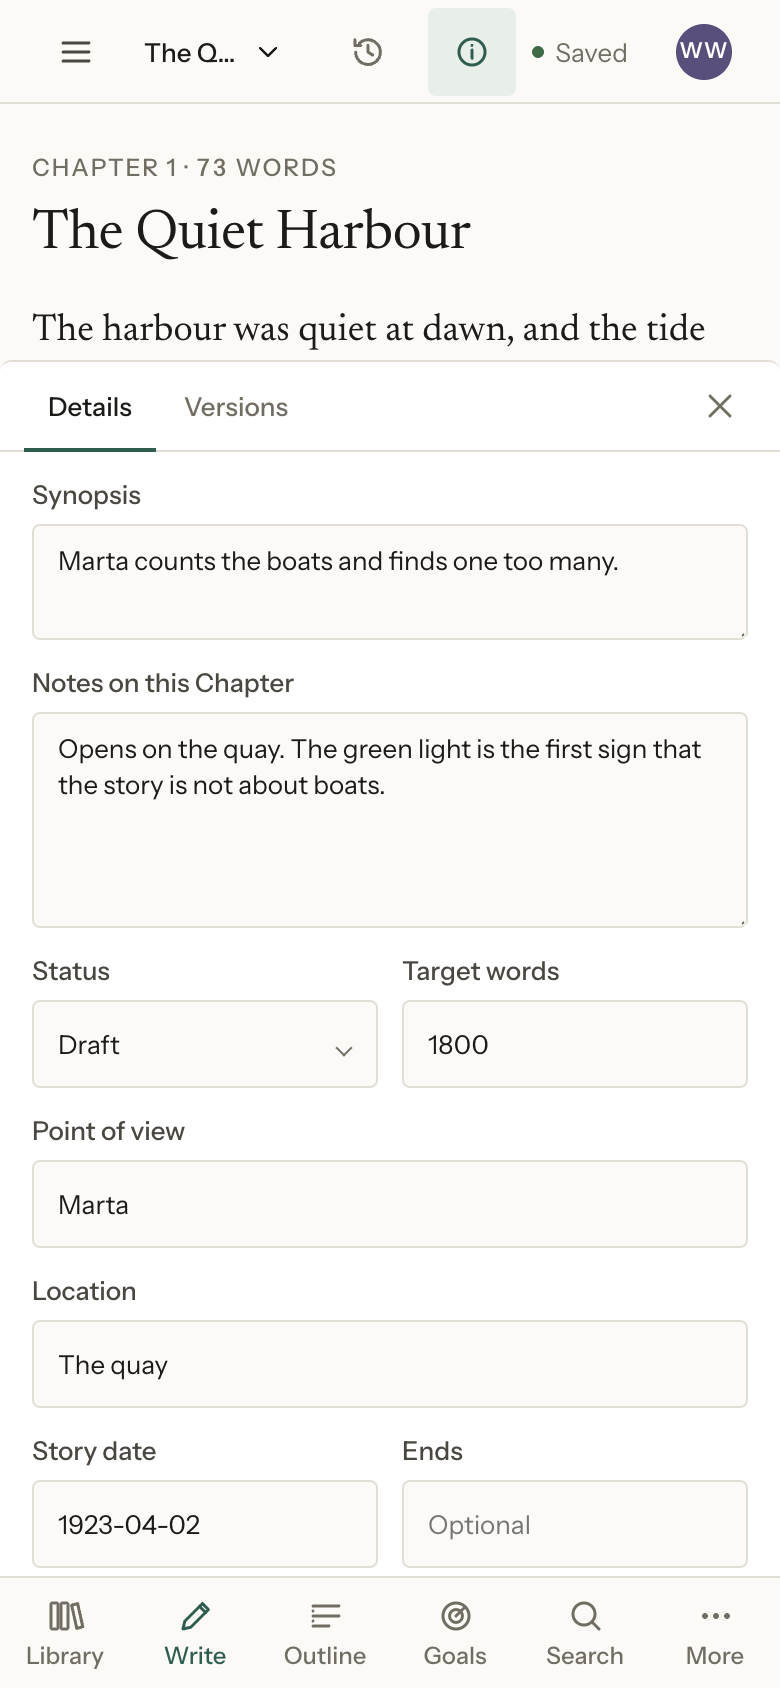 The Q...
Saved
WW
CHAPTER 1 · 73 WORDS
The Quiet Harbour
The harbour was quiet at dawn, and the tide
Details
Versions
Synopsis
Marta counts the boats and finds one too many.
Notes on this Chapter
Opens on the quay. The green light is the first sign that
the story is not about boats.
Status
Target words
Draft
1800
Point of view
Marta
Location
The quay
Story date
Ends
1923-04-02
Optional
Library
Write
Outline
Goals
Search
More